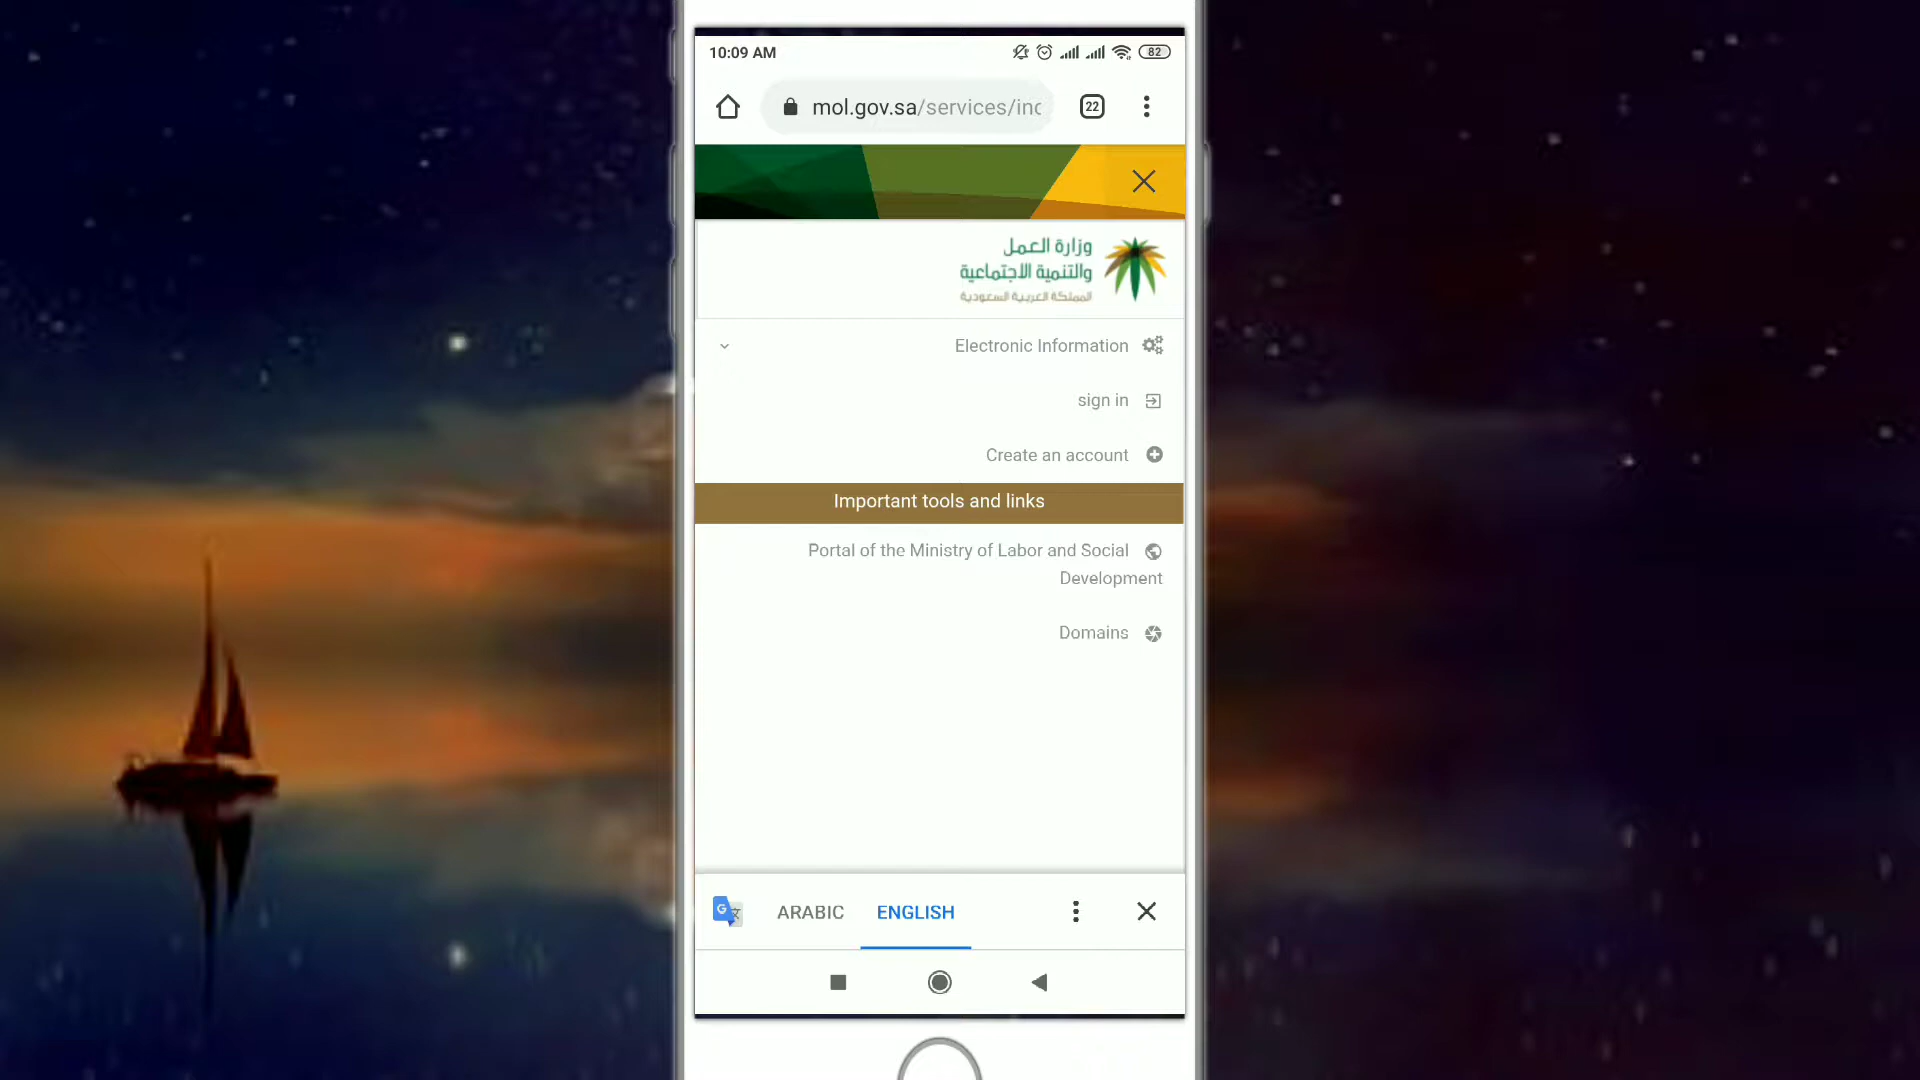 10:09 AM
82
mol.gov.sa/services/inc
22
وزارة العمل
والتنمية الاجتماعية
المملكة العربية السعودية
Electronic Information
sign in
Create an account
Important tools and links
Portal of the Ministry of Labor and Social
Development
Domains
G 文
ARABIC
ENGLISH